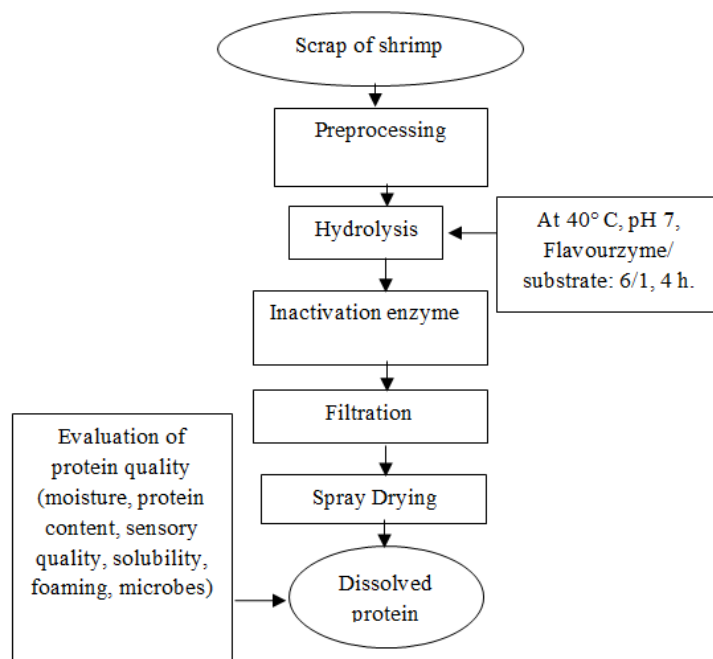 Scrap of shrimp
Preprocessing
Hydrolysis
At 40° C, pH 7,
Flavourzyme/
substrate: 6/1, 4 h.
Inactivation enzyme
Filtration
Evaluation of
protein quality
(moisture, protein
content, sensory
quality, solubility,
foaming, microbes)
Spray Drying
Dissolved
protein